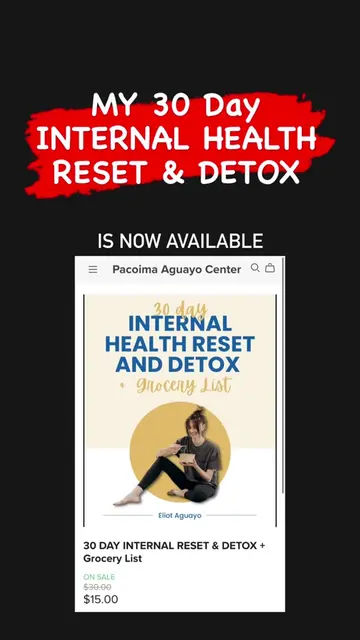 MY 30 Day
INTERNAL HEALTH
RESET & DETOX
IS NOW AVAILABLE
Pacoima Aguayo Center
30 day
INTERNAL
HEALTH RESET
AND DETOX
+ Grocery List
Eliot Aguayo
30 DAY INTERNAL RESET & DETOX +
Grocery List
ON SALE
$30.00
$15.00